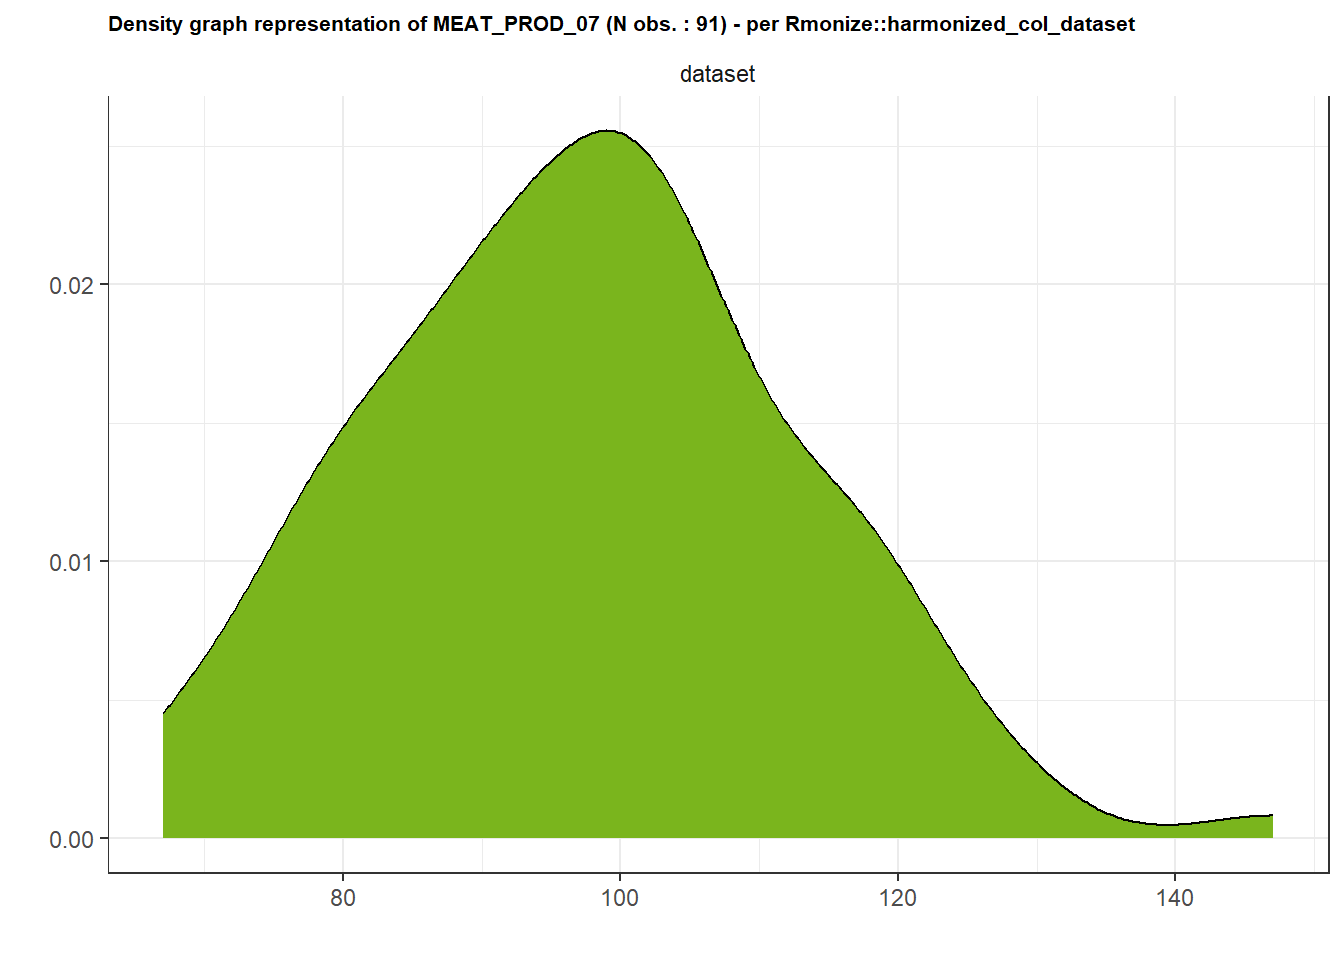 Density graph representation of MEAT_PROD_07 (N obs. : 91) - per Rmonize::harmonized_col_dataset
dataset
0.02
0.01
0.00
80 100 120 140